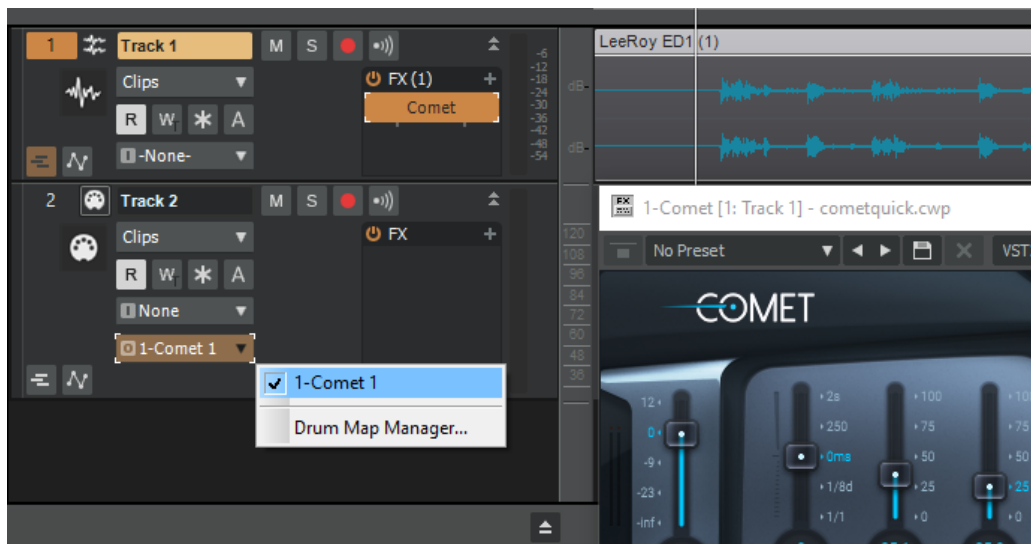 1 Track 1 M S
Clips
FX (1) +
Comet
R W * A
-None-
-6
-12
-18
-24
-30
-36
-42
-48
-54
LeeRoy ED1 (1)
dB-
dB-
2 Track 2 M S
Clips
FX +
R W * A
None
1-Comet 1
120
108
96
84
72
60
48
36
1-Comet 1
Drum Map Manager...
FX
1-Comet [1: Track 1] - cometquick.cwp
No Preset
VST
COMET
12
0
-9
-23
-inf
2s
250
0ms
1/8d
1/1
100
75
50
25
0
10
75
50
25
0